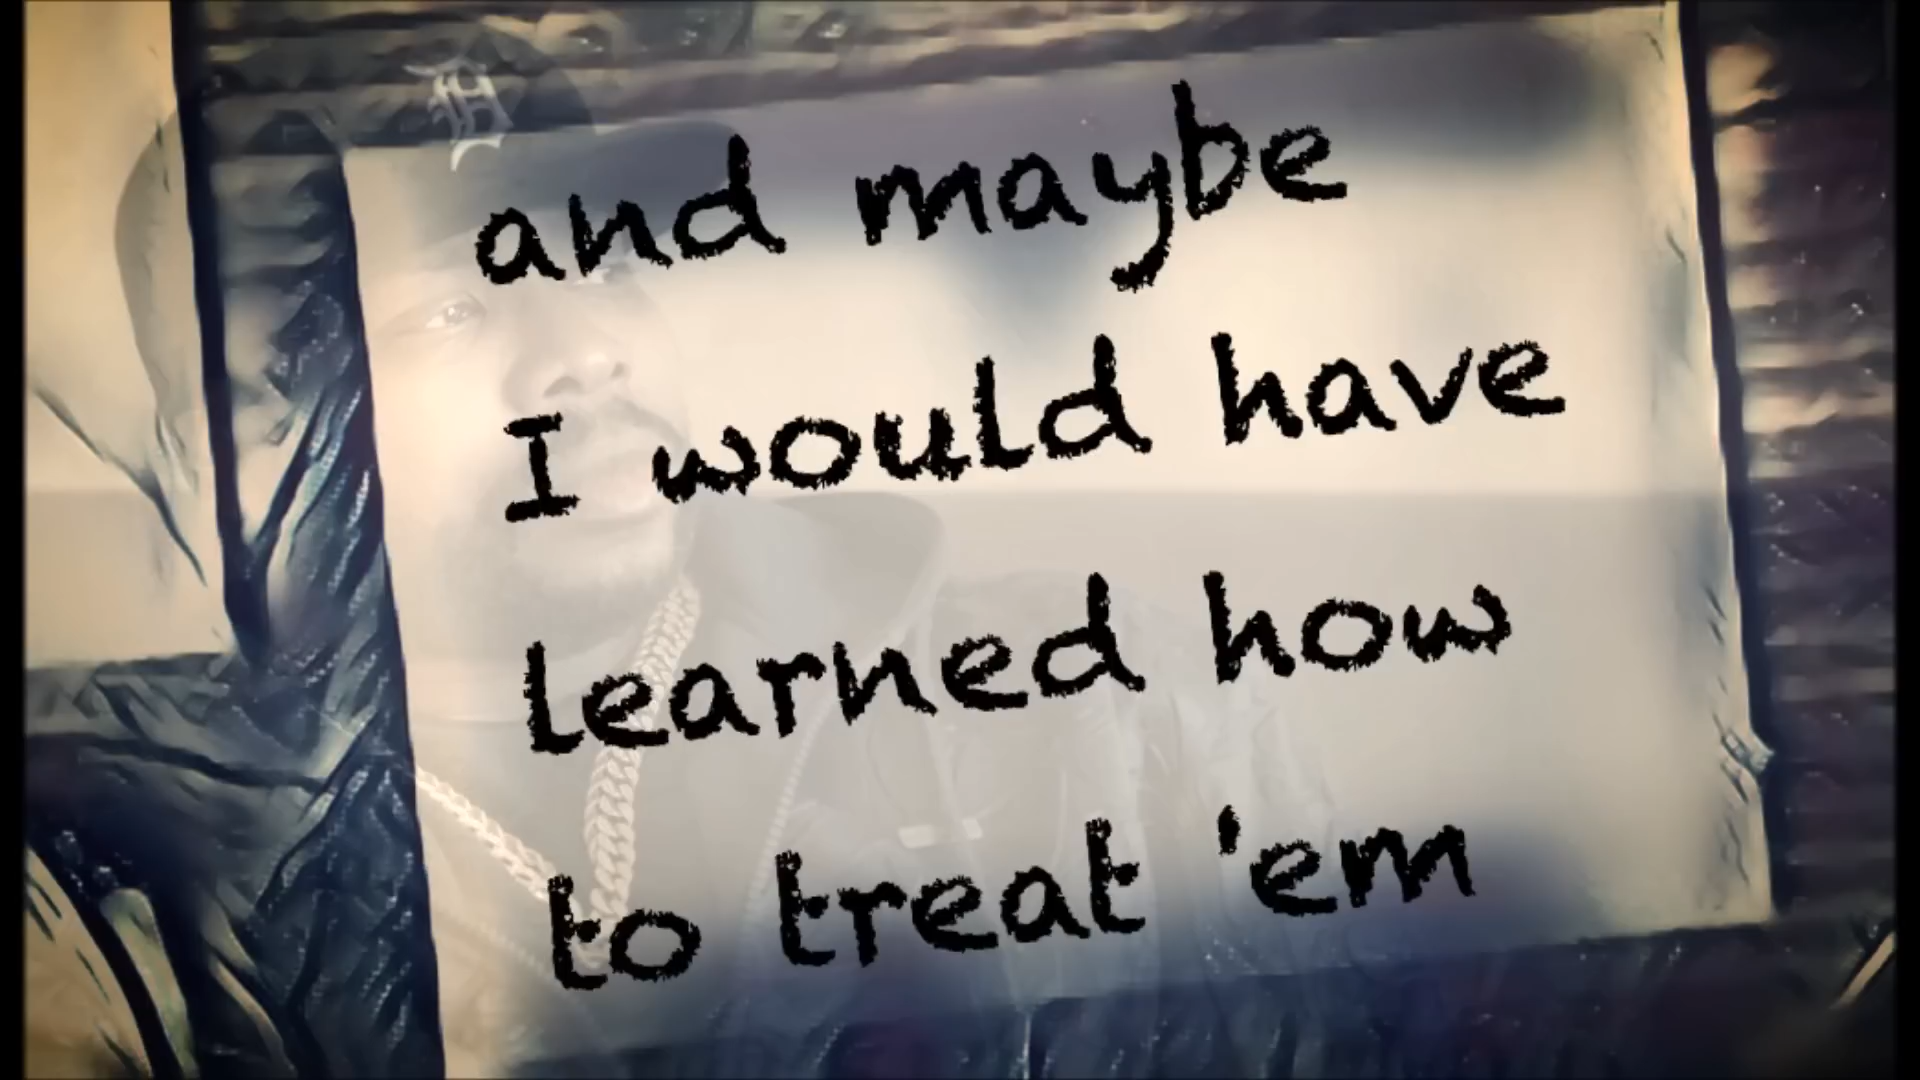 and maybe
I would have
learned how
to treat 'em